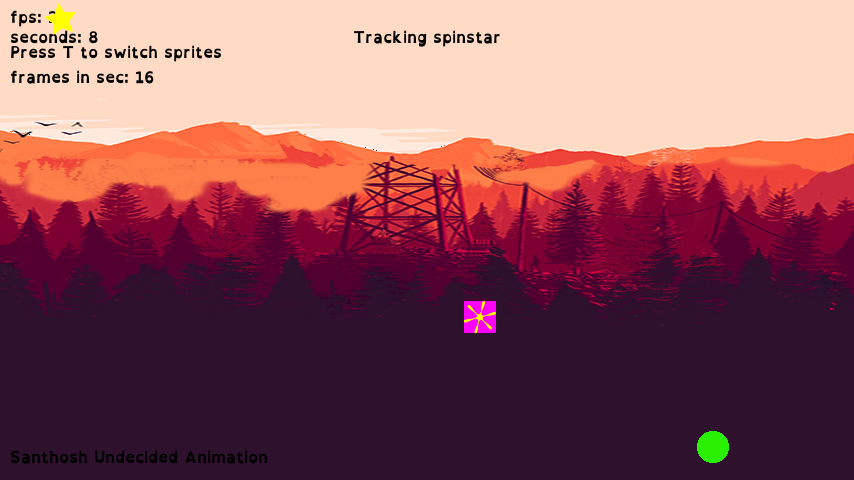 fps:
seconds: 8
Tracking spinstar
Press T to switch sprites
frames in sec: 16
Santhosh Undecided Animation